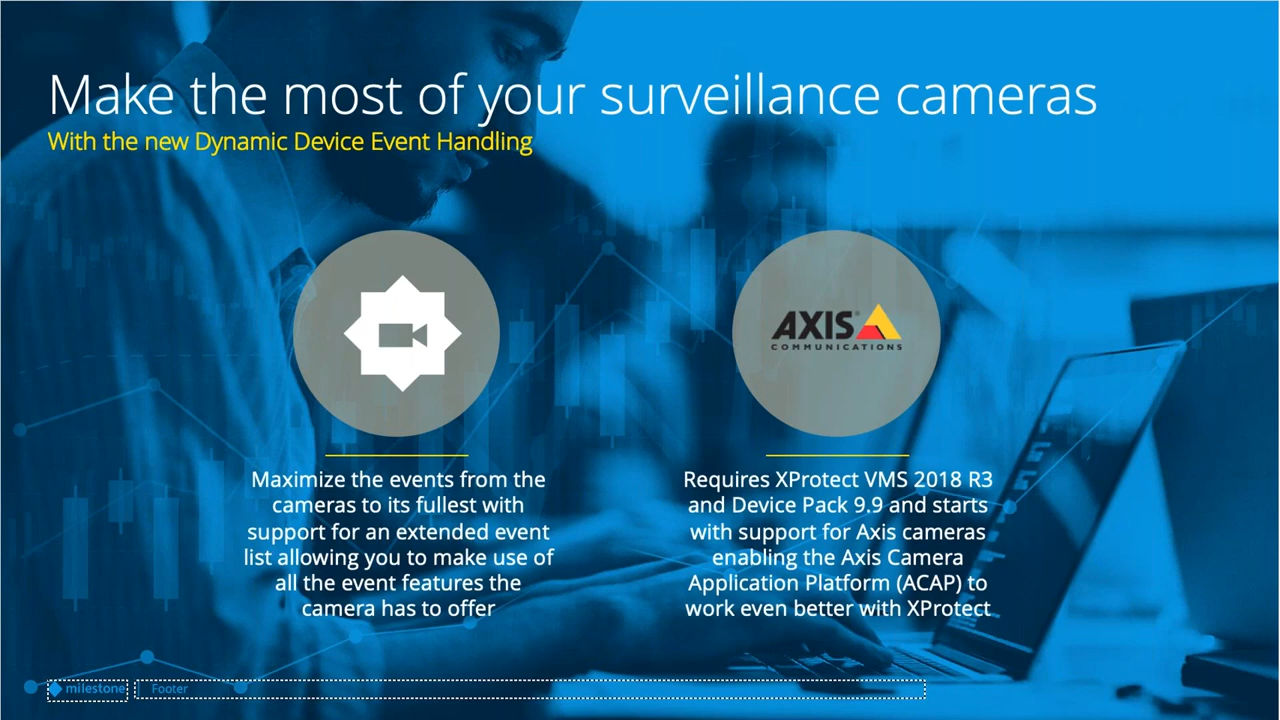 Make the most of your surveillance cameras
With the new Dynamic Device Event Handling
AXIS
COMMUNICATIONS
Maximize the events from the
cameras to its fullest with
support for an extended event
list allowing you to make use of
all the event features the
camera has to offer
Requires XProtect VMS 2018 R3
and Device Pack 9.9 and starts
with support for Axis cameras
enabling the Axis Camera
Application Platform (ACAP) to
work even better with XProtect
milestone
Footer